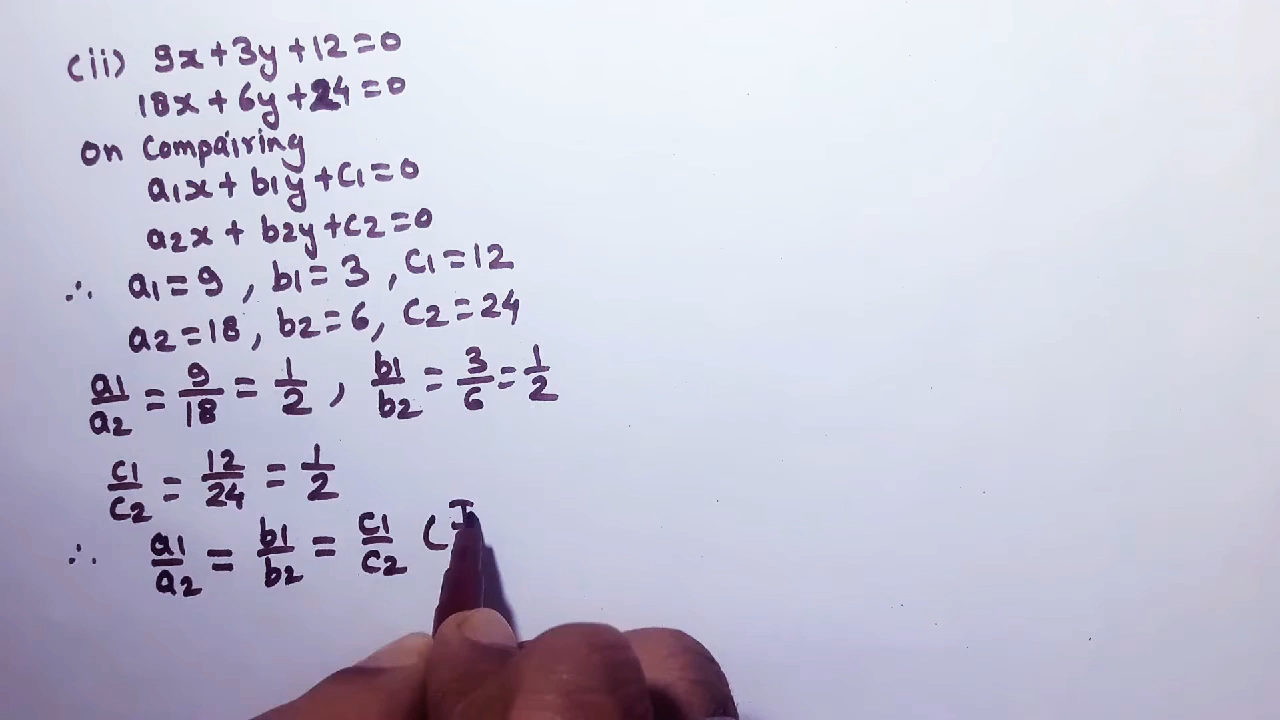 (ii) 9x+3y+12=0
18x+6y+24=0
On Compairing
a1x+b1y+c1=0
a2x+b2y+c2=0
∴ a1=9, b1=3, c1=12
a2=18, b2=6, c2=24
a1/a2 = 9/18 = 1/2, b1/b2 = 3/6 = 1/2
c1/c2 = 12/24 = 1/2
∴ a1/a2 = b1/b2 = c1/c2 (